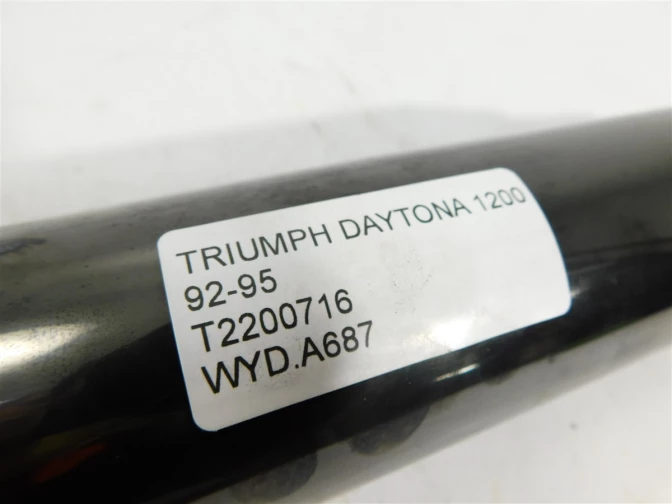 TRIUMPH DAYTONA 1200
92-95
T2200716
WYD.A687